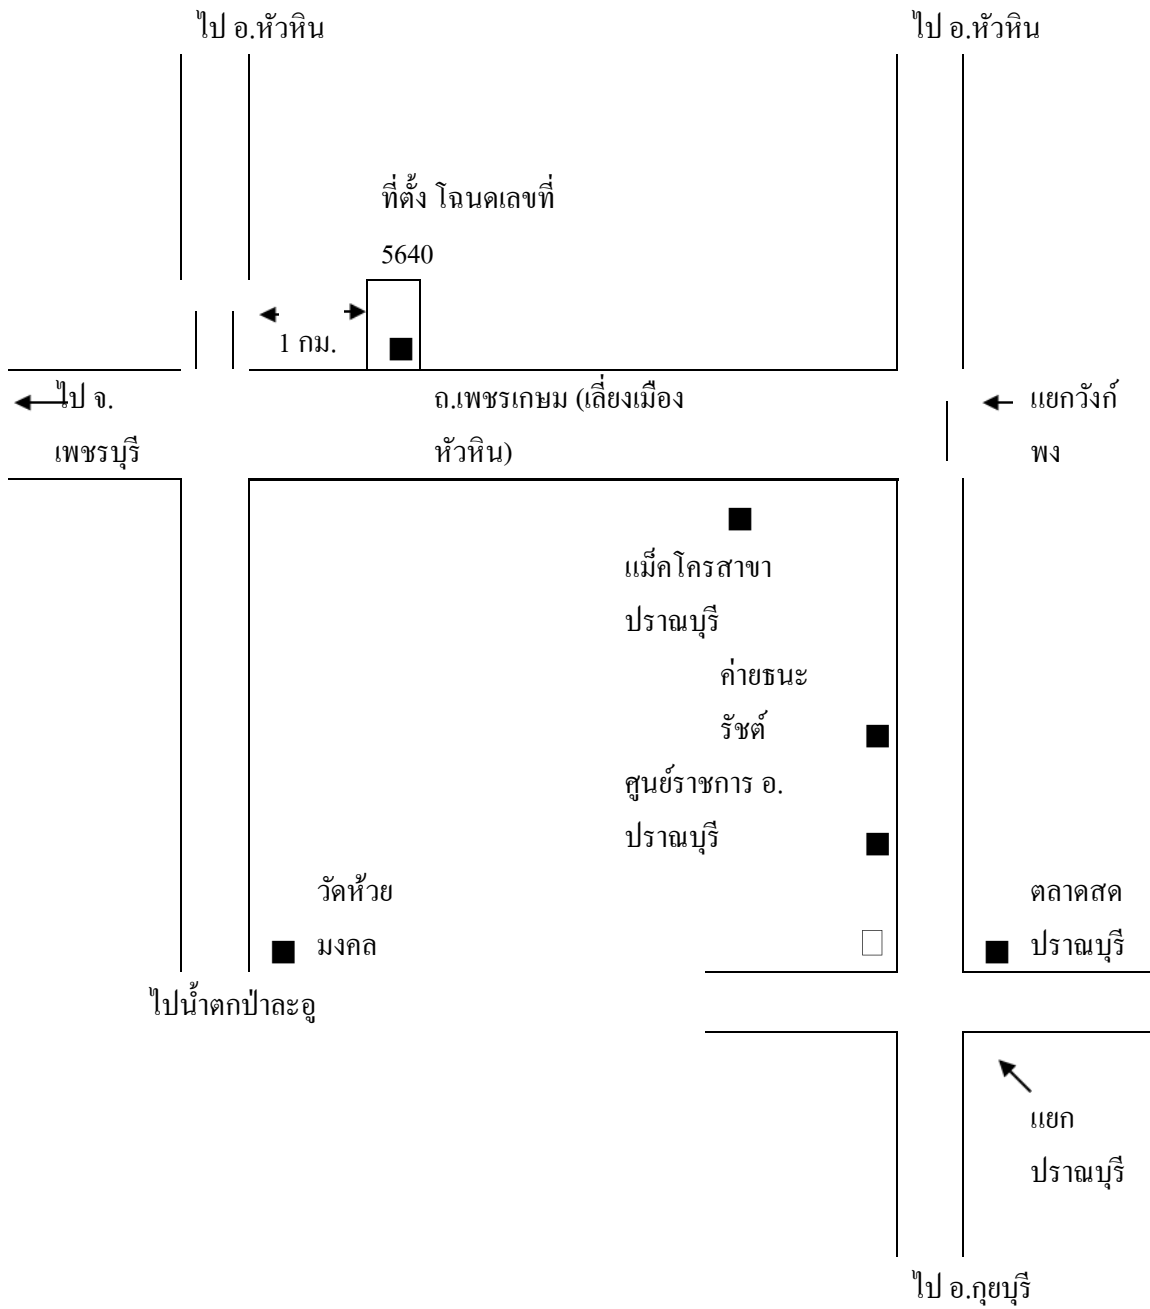 ไป อ.หัวหิน
ไป อ.หัวหิน
ที่ตั้ง โฉนดเลขที่
5640
1 กม.
ไป จ.
เพชรบุรี
ถ.เพชรเกษม (เลี่ยงเมือง
หัวหิน)
แยกวังก์
พง
แม็คโครสาขา
ปราณบุรี
ค่ายธนะ
รัชต์
ศูนย์ราชการ อ.
ปราณบุรี
วัดห้วย
มงคล
ตลาดสด
ปราณบุรี
ไปน้ำตกป่าละอู
แยก
ปราณบุรี
ไป อ.กุยบุรี